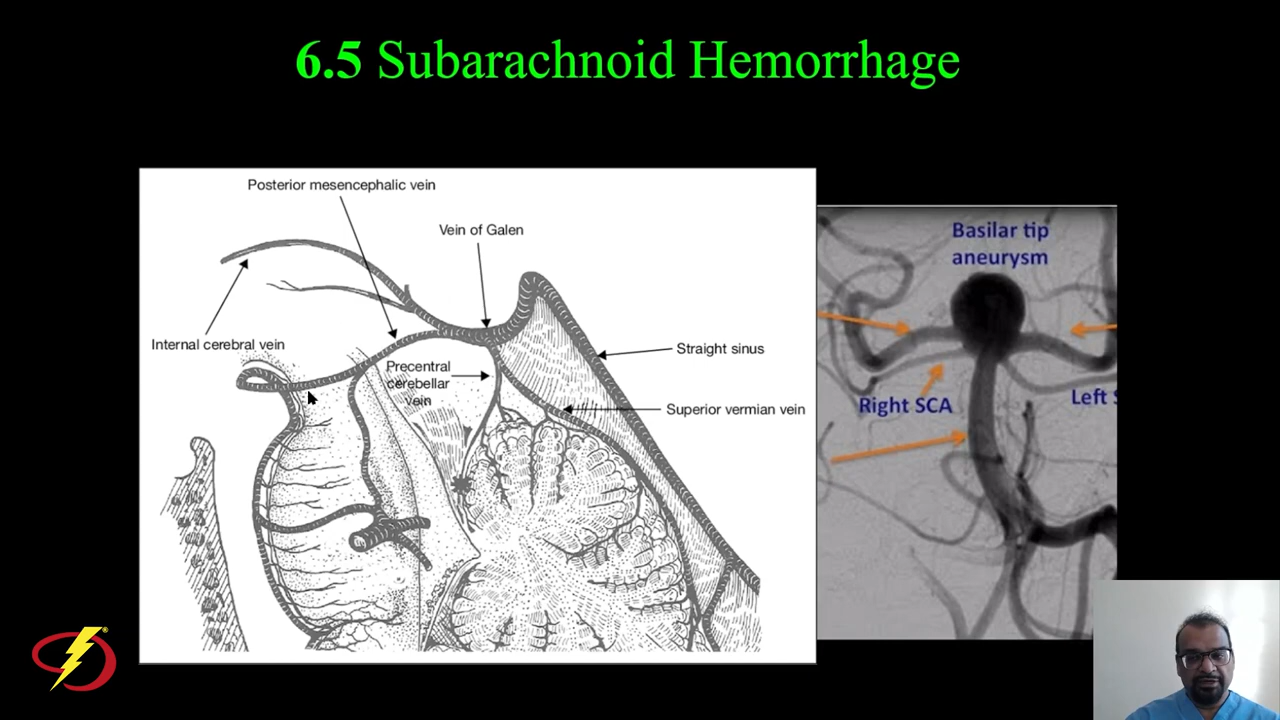 6.5 Subarachnoid Hemorrhage
Posterior mesencephalic vein
Vein of Galen
Internal cerebral vein
Precentral
cerebellar
vein
Straight sinus
Superior vermian vein
Basilar tip
aneurysm
Right SCA
Left